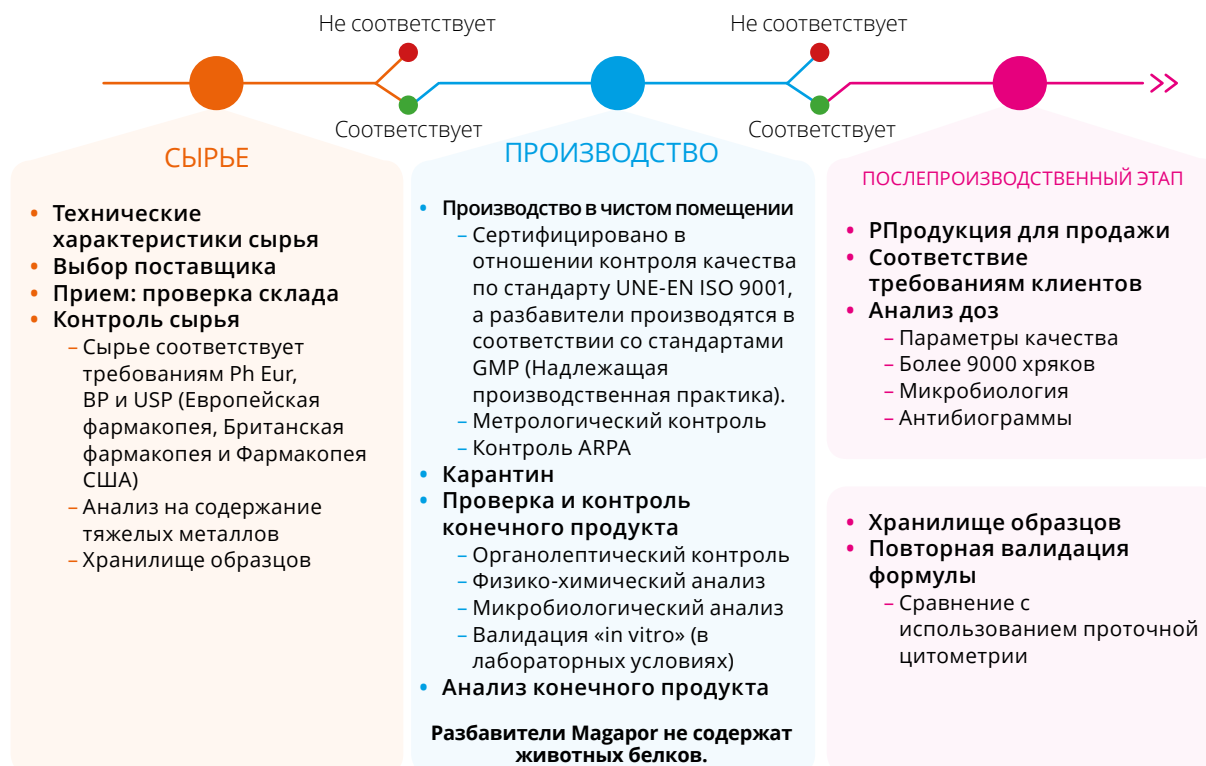 Не соответствует
Соответствует
Не соответствует
Соответствует
СЫРЬЕ
• Технические
характеристики сырья
• Выбор поставщика
• Прием: проверка склада
• Контроль сырья
– Сырье соответствует
требованиям Ph Eur,
BP и USP (Европейская
фармакопея, Британская
фармакопея и Фармакопея
США)
– Анализ на содержание
тяжелых металлов
– Хранилище образцов
ПРОИЗВОДСТВО
• Производство в чистом помещении
– Сертифицировано в
отношении контроля качества
по стандарту UNE-EN ISO 9001,
а разбавители производятся в
соответствии со стандартами
GMP (Надлежащая
производственная практика).
– Метрологический контроль
– Контроль ARPA
• Карантин
• Проверка и контроль
конечного продукта
– Органолептический контроль
– Физико-химический анализ
– Микробиологический анализ
– Валидация «in vitro» (в
лабораторных условиях)
• Анализ конечного продукта
Разбавители Magapor не содержат
животных белков.
ПОСЛЕПРОИЗВОДСТВЕННЫЙ ЭТАП
• РПродукция для продажи
• Соответствие
требованиям клиентов
• Анализ доз
– Параметры качества
– Более 9000 хряков
– Микробиология
– Антибиограммы
• Хранилище образцов
• Повторная валидация
формулы
– Сравнение с
использованием проточной
цитометрии